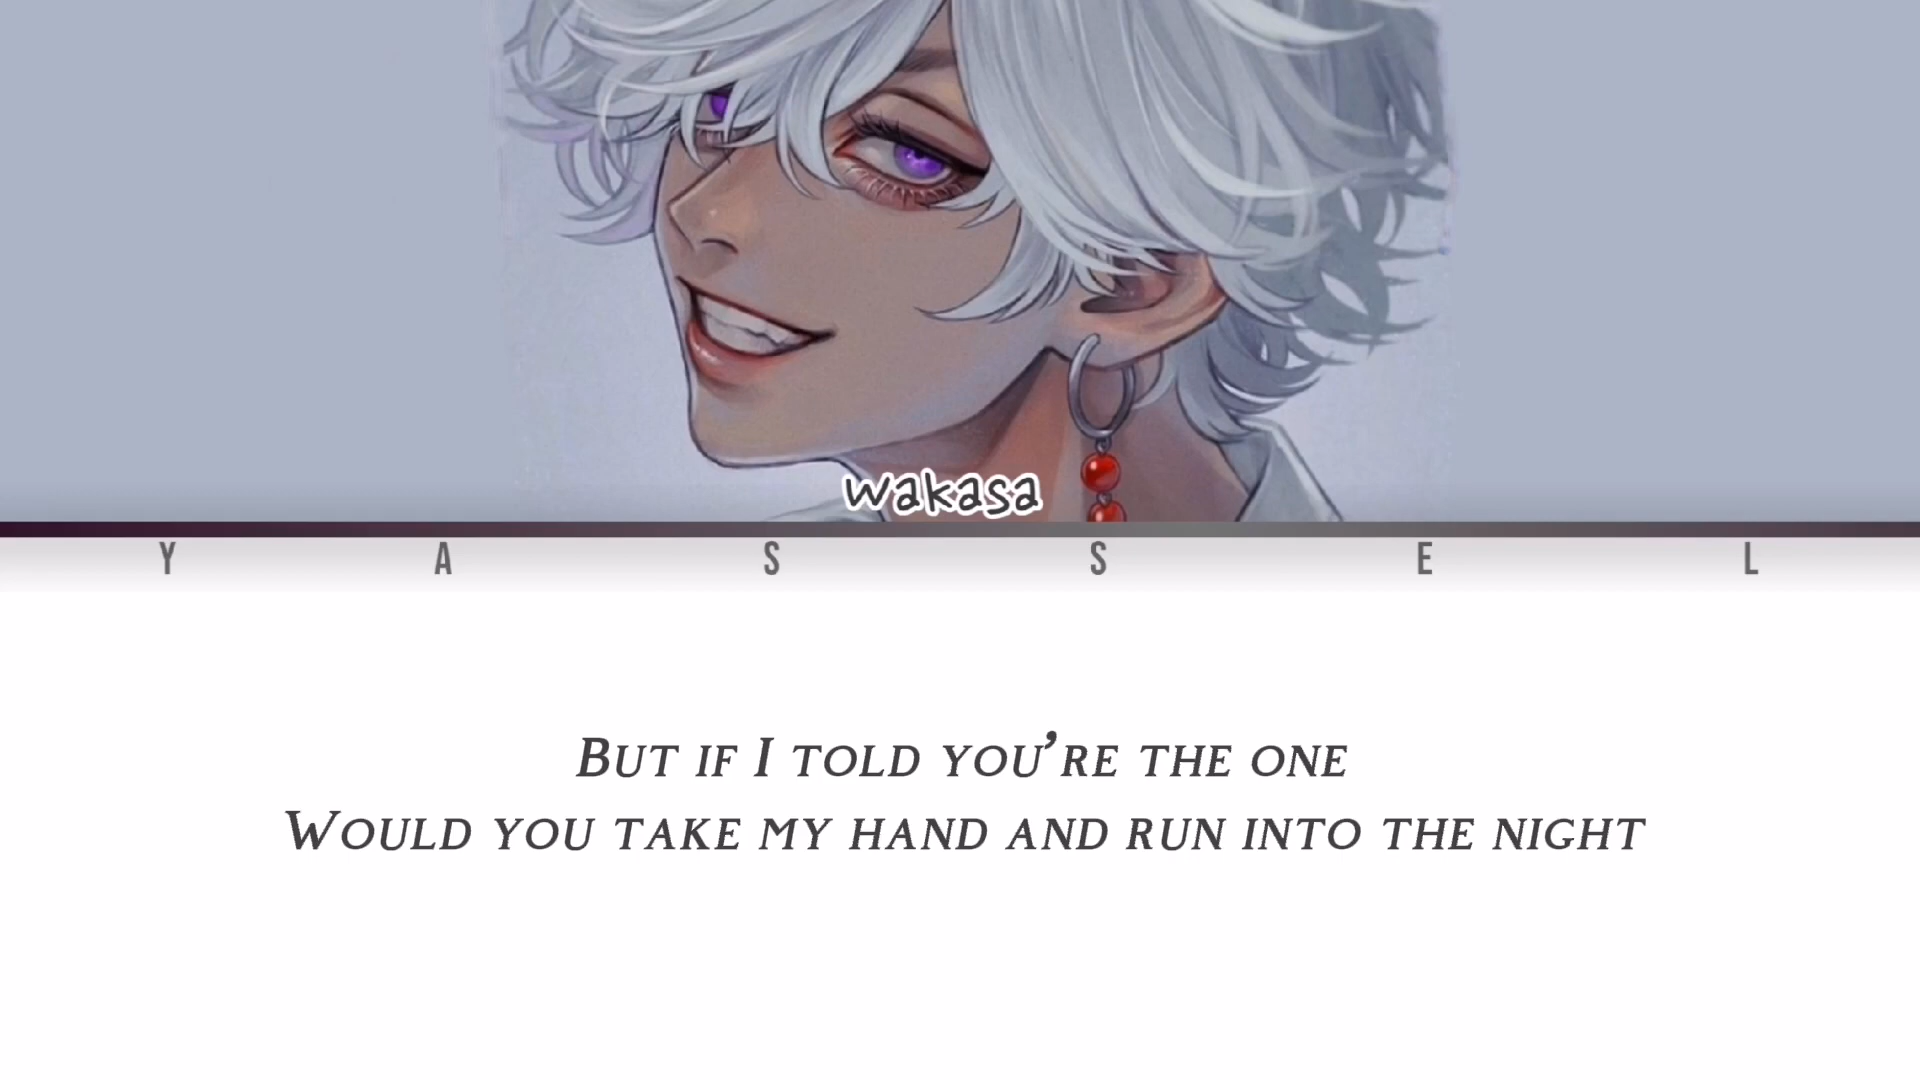 wakasa
Y A S S E L
BUT IF I TOLD YOU'RE THE ONE
WOULD YOU TAKE MY HAND AND RUN INTO THE NIGHT